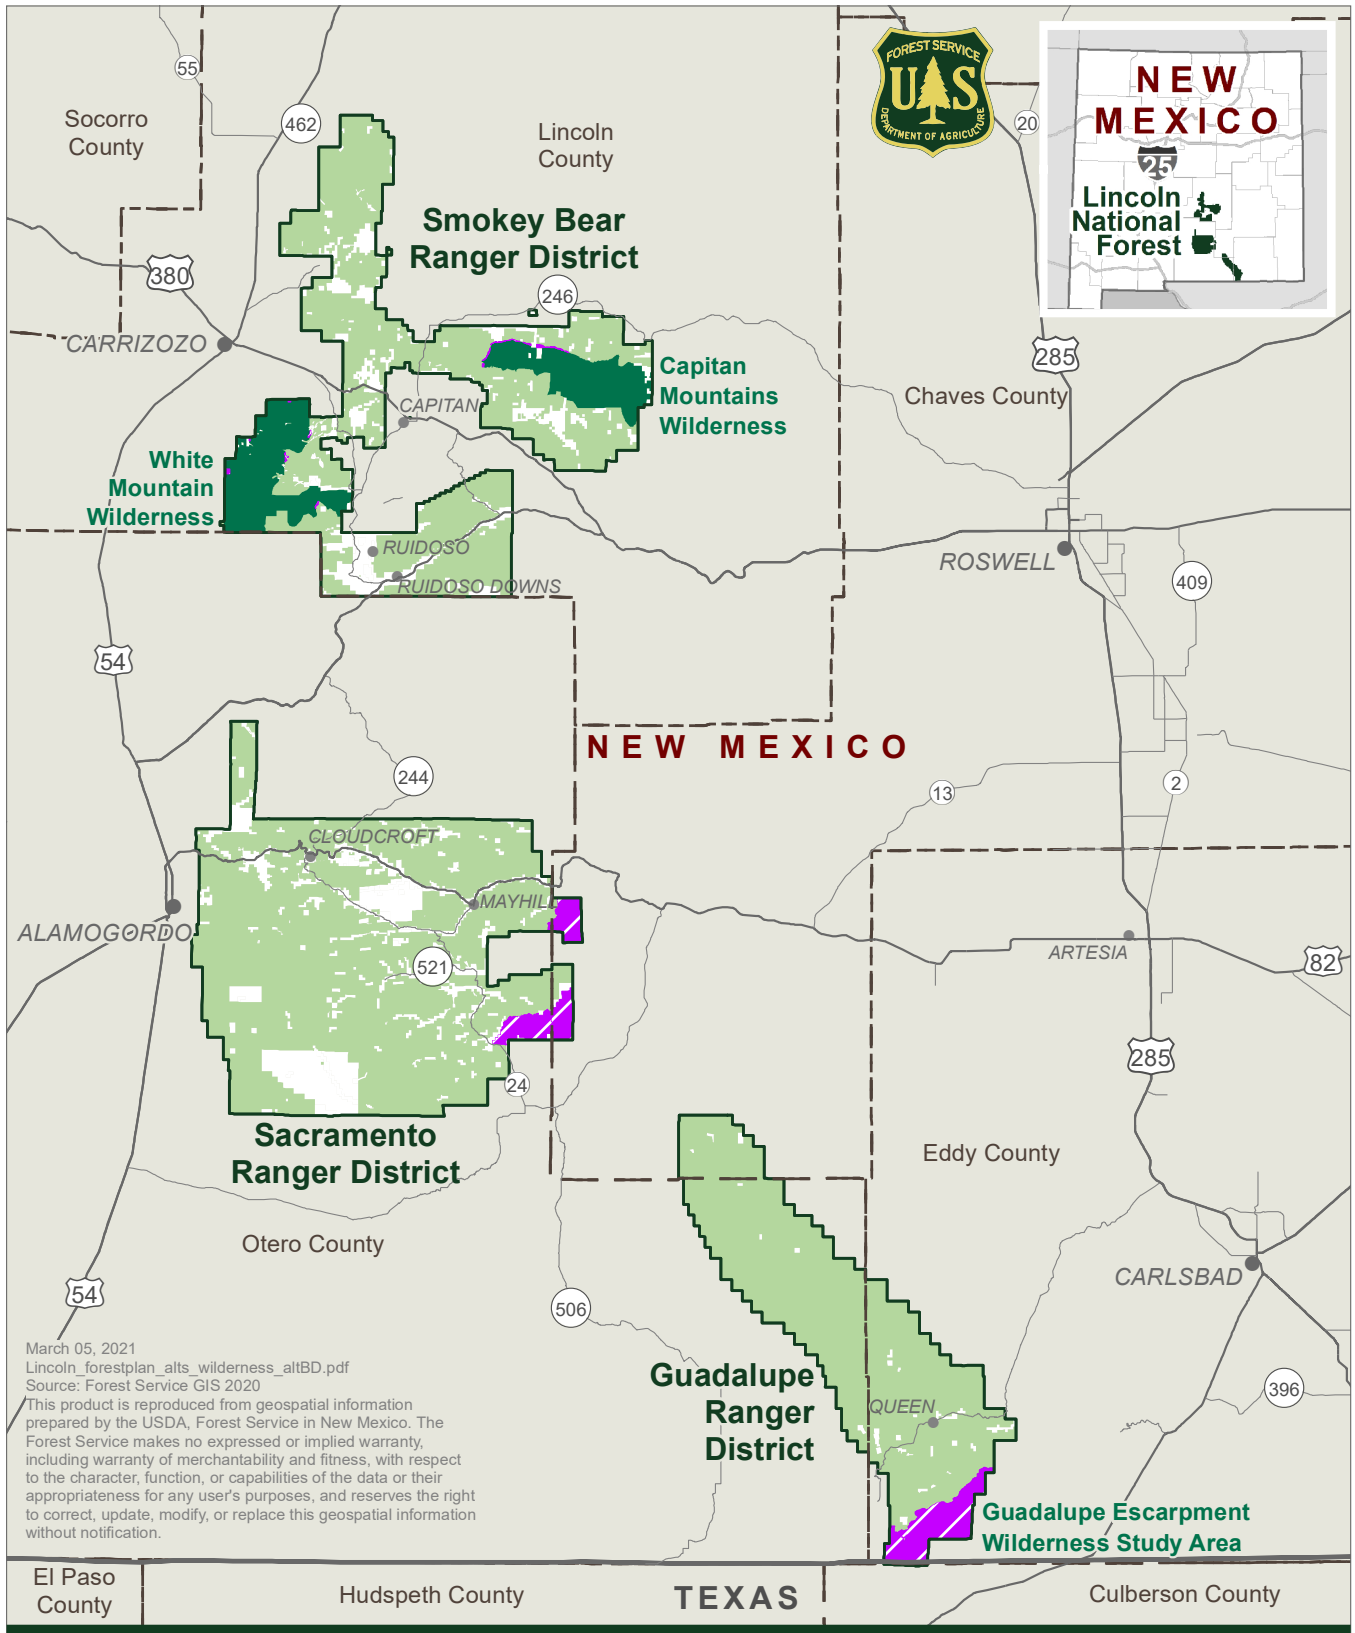 55
462
Socorro
County
Lincoln
County
FOREST SERVICE
U S
DEPARTMENT OF AGRICULTURE
20
NEW
MEXICO
25
Lincoln
National
Forest
Smokey Bear
Ranger District
380
246
CARRIZOZO
285
Capitan
Mountains
Wilderness
Chaves County
CAPITAN
White
Mountain
Wilderness
RUIDOSO
RUIDOSO DOWNS
ROSWELL
409
54
NEW MEXICO
244
13
2
CLOUDCROFT
MAYHILL
ALAMOGORDO
521
ARTESIA
82
285
24
Sacramento
Ranger District
Eddy County
Otero County
CARLSBAD
54
506
March 05, 2021
Lincoln_forestplan_alts_wilderness_altBD.pdf
Source: Forest Service GIS 2020
This product is reproduced from geospatial information
prepared by the USDA, Forest Service in New Mexico. The
Forest Service makes no expressed or implied warranty,
including warranty of merchantability and fitness, with respect
to the character, function, or capabilities of the data or their
appropriateness for any user's purposes, and reserves the right
to correct, update, modify, or replace this geospatial information
without notification.
Guadalupe
Ranger
District
QUEEN
396
Guadalupe Escarpment
Wilderness Study Area
El Paso
County
Hudspeth County
TEXAS
Culberson County